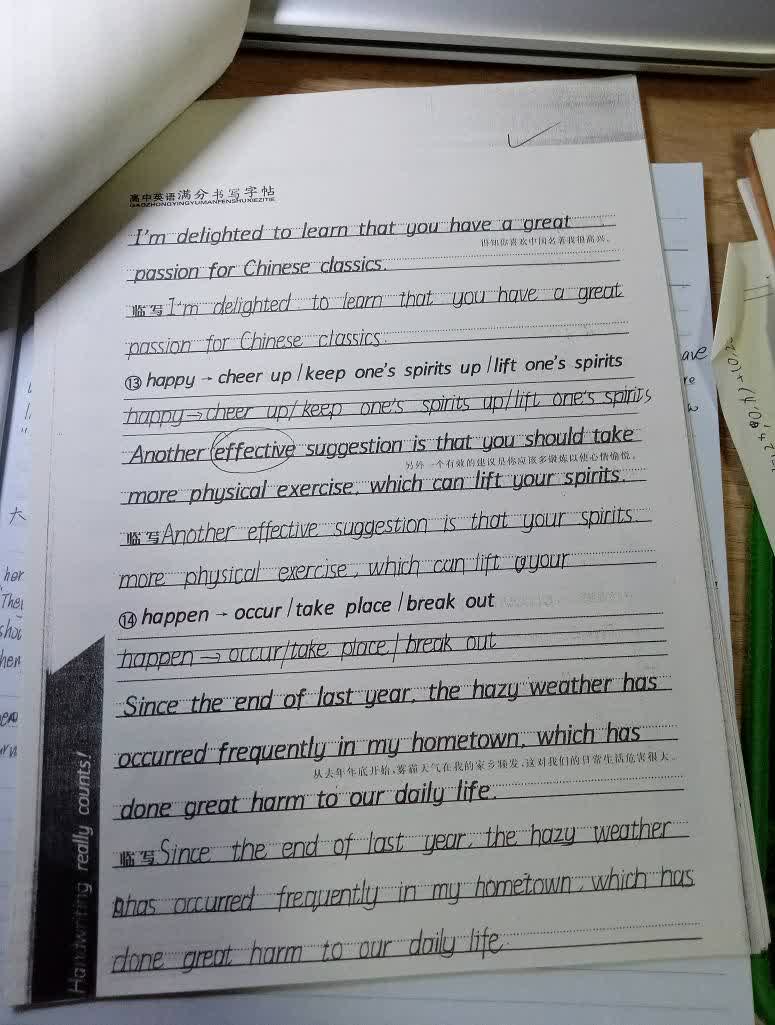 高中英语满分书写字帖
GAOZHONGYINGYUMANFENSHUXIEZITIE
I'm delighted to learn that you have a great
得知你喜欢中国名著我很高兴。
passion for Chinese classics.
临写 I'm delighted to learn that you have a great
passion for Chinese classics.
⑬ happy → cheer up / keep one's spirits up / lift one's spirits
happy → cheer up / keep one's spirits up / lift one's spirits
Another effective suggestion is that you should take
另外一个有效的建议是你应该多锻炼以使心情愉悦。
more physical exercise, which can lift your spirits.
临写 Another effective suggestion is that your spirits.
more physical exercise, which can lift your
⑭ happen → occur / take place / break out
happen → occur / take place / break out
Since the end of last year, the hazy weather has
occurred frequently in my hometown, which has
从去年年底开始,雾霾天气在我的家乡频发,这对我们的日常生活危害很大。
done great harm to our daily life.
临写 Since the end of last year, the hazy weather
has occurred frequently in my hometown, which has
done great harm to our daily life.
Handwriting really counts!